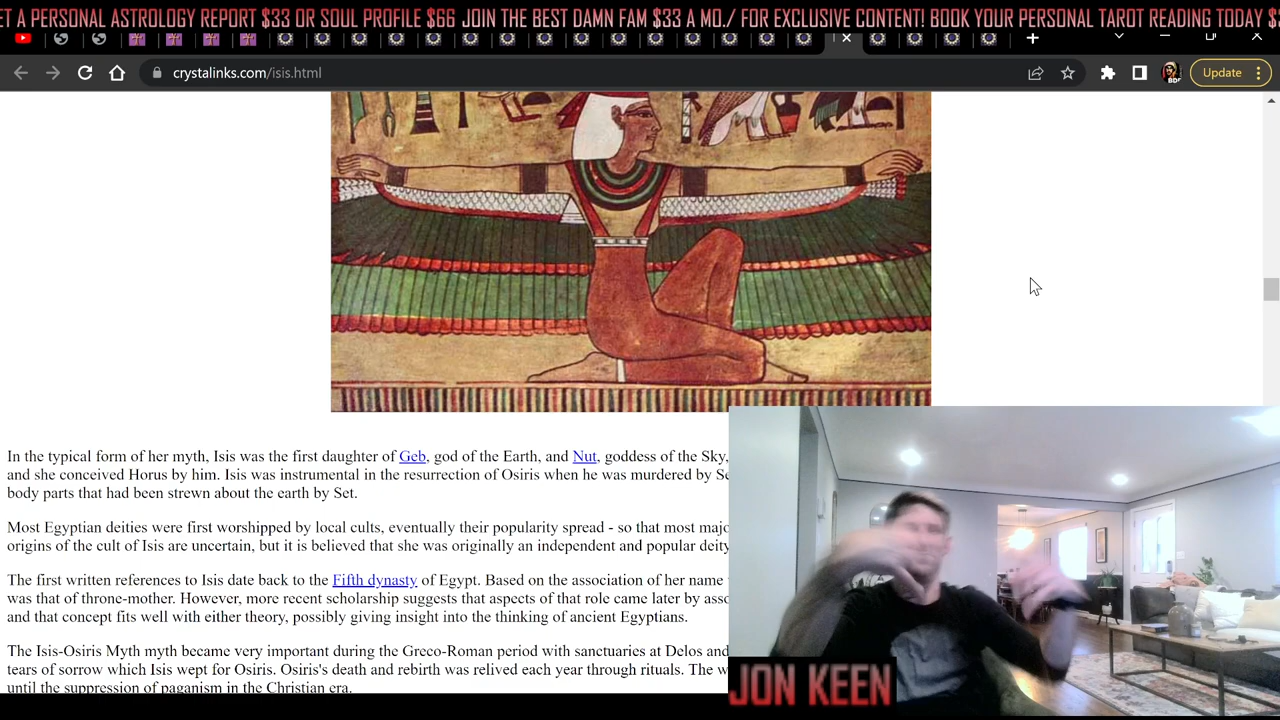 ET A PERSONAL ASTROLOGY REPORT $33 OR SOUL PROFILE $66 JOIN THE BEST DAMN FAM $33 A MO./ FOR EXCLUSIVE CONTENT! BOOK YOUR PERSONAL TAROT READING TODAY $
crystalinks.com/isis.html
Update
In the typical form of her myth, Isis was the first daughter of Geb, god of the Earth, and Nut, goddess of the Sky,
and she conceived Horus by him. Isis was instrumental in the resurrection of Osiris when he was murdered by Se
body parts that had been strewn about the earth by Set.
Most Egyptian deities were first worshipped by local cults, eventually their popularity spread - so that most majo
origins of the cult of Isis are uncertain, but it is believed that she was originally an independent and popular deity
The first written references to Isis date back to the Fifth dynasty of Egypt. Based on the association of her name
was that of throne-mother. However, more recent scholarship suggests that aspects of that role came later by asso
and that concept fits well with either theory, possibly giving insight into the thinking of ancient Egyptians.
The Isis-Osiris Myth myth became very important during the Greco-Roman period with sanctuaries at Delos and
tears of sorrow which Isis wept for Osiris. Osiris's death and rebirth was relived each year through rituals. The w
until the suppression of paganism in the Christian era.
JON KEEN